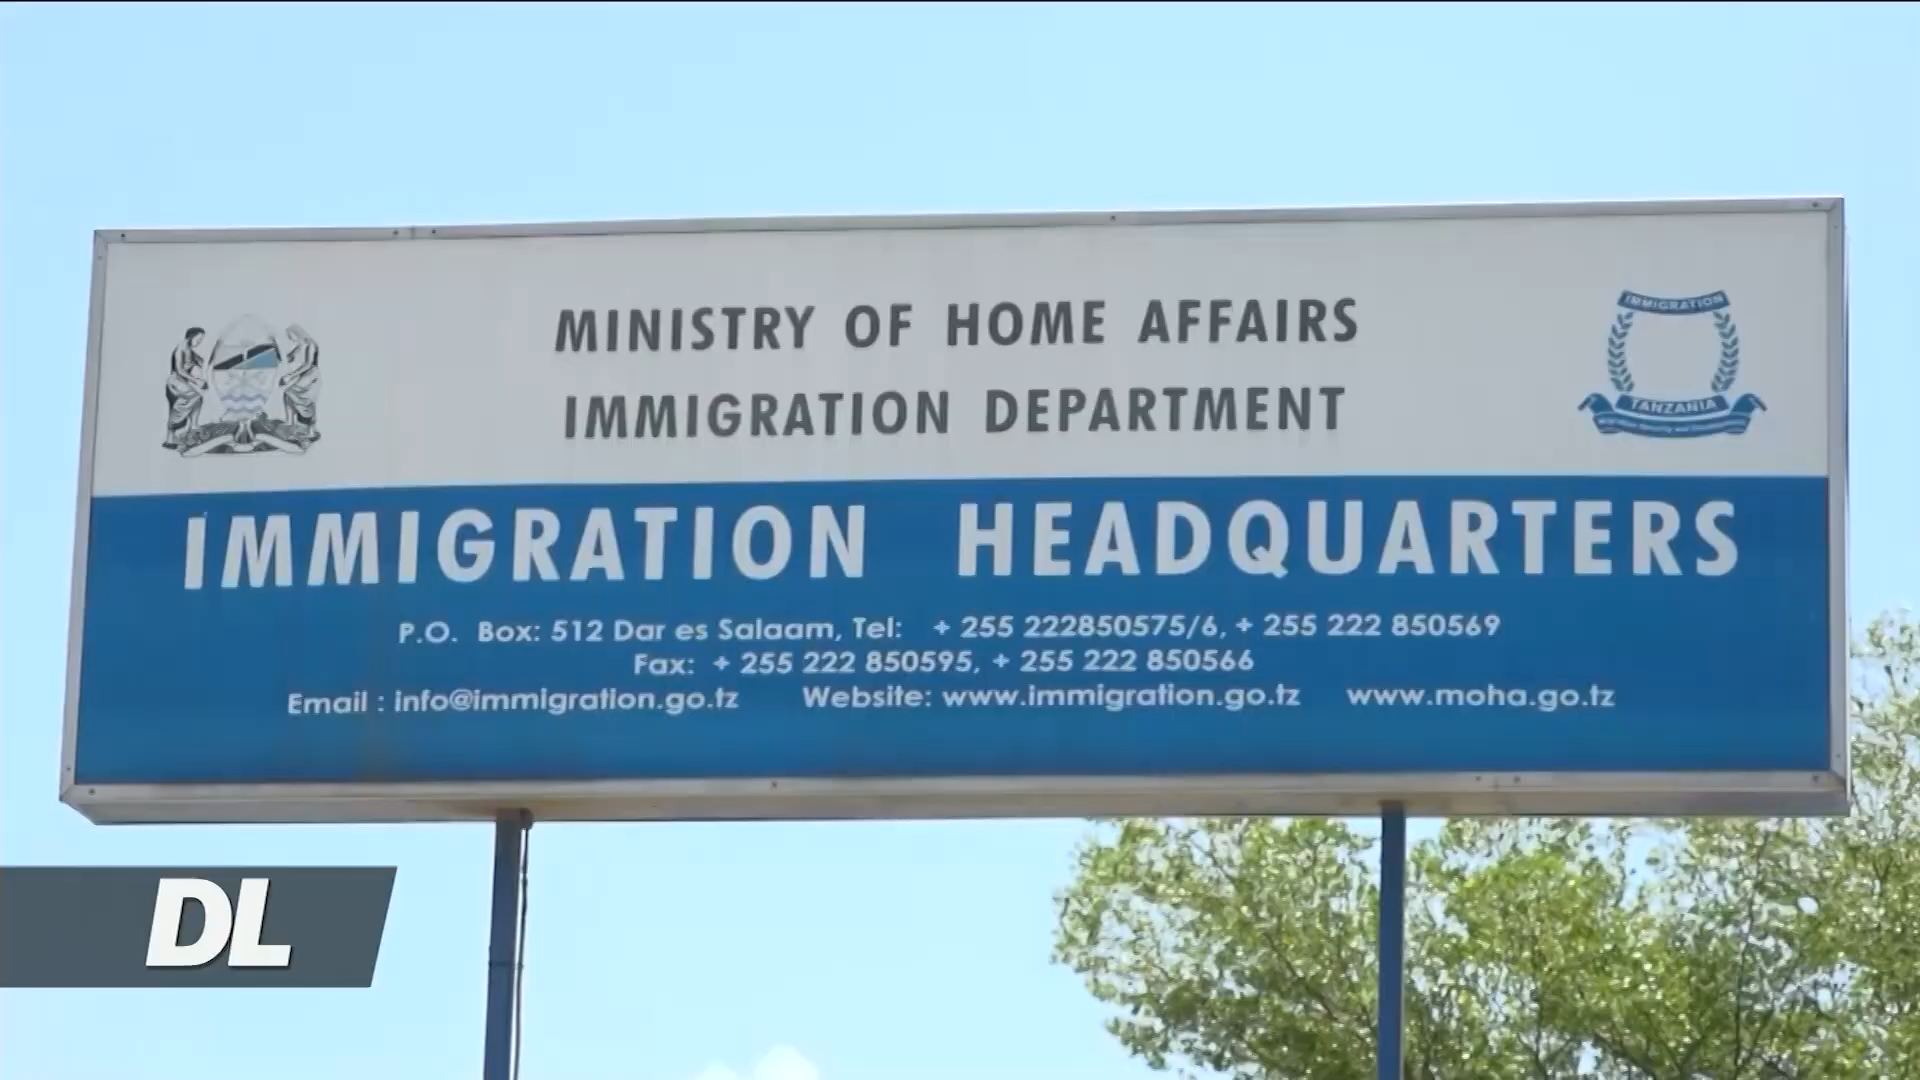 MINISTRY OF HOME AFFAIRS
IMMIGRATION DEPARTMENT
IMMIGRATION
TANZANIA
IMMIGRATION HEADQUARTERS
P.O. Box: 512 Dar es Salaam, Tel: + 255 222850575/6, + 255 222 850569
Fax: + 255 222 850595, + 255 222 850566
Email : info@immigration.go.tz Website: www.immigration.go.tz www.moha.go.tz
DL